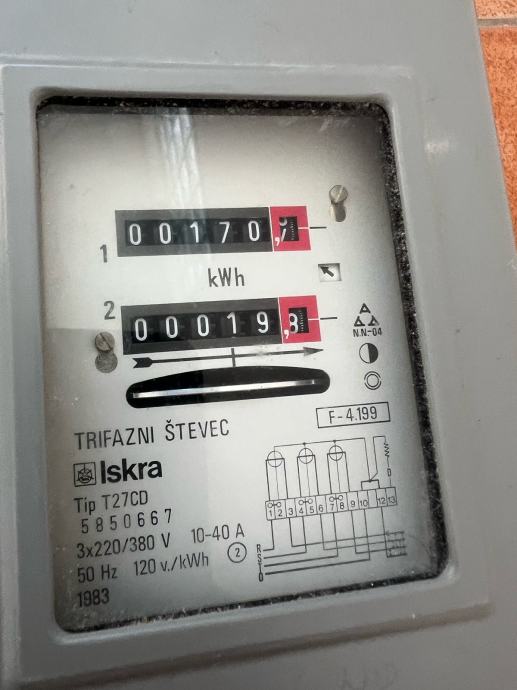 1 00170,
kWh
2 00019,8
N.N-04
F-4.199
TRIFAZNI ŠTEVEC
Iskra
Tip T27CD
5850667
3x220/380 V 10-40 A
50 Hz 120 v./kWh 2
1983
1 2 3 4 5 6 7 8 9 10 12 13
R
S
T
0